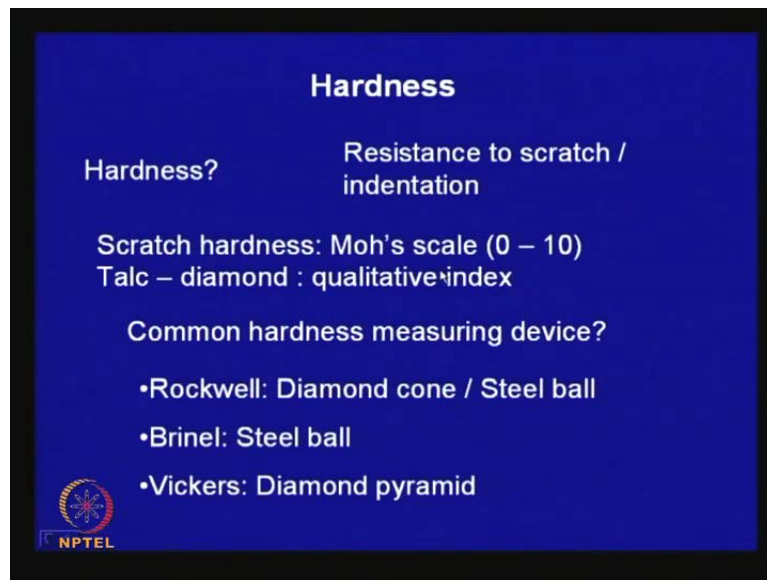 Hardness
Hardness?
Resistance to scratch /
indentation
Scratch hardness: Moh's scale (0 – 10)
Talc – diamond : qualitative index
Common hardness measuring device?
•Rockwell: Diamond cone / Steel ball
•Brinel: Steel ball
•Vickers: Diamond pyramid
NPTEL